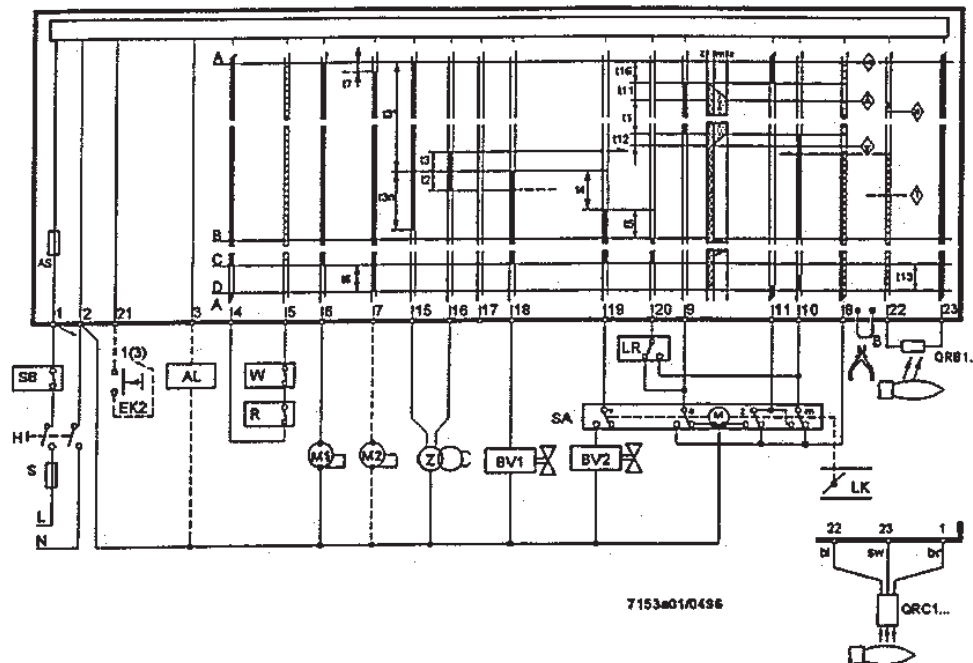 A
t7
t16
t11
t1
t12
t3
t2
t3n
t4
t5
B
C
D
A
t6
t13
AS
1
2
21
3
4
5
6
7
15
16
17
18
19
20
9
11
10
8
22
23
SB
1(3)
EK2
AL
W
R
LR
B
QRB1...
SA
M
H
S
L
N
M1
M2
Z
BV1
BV2
LK
22
23
1
bl
sw
br
QRC1...
7153a01/0496